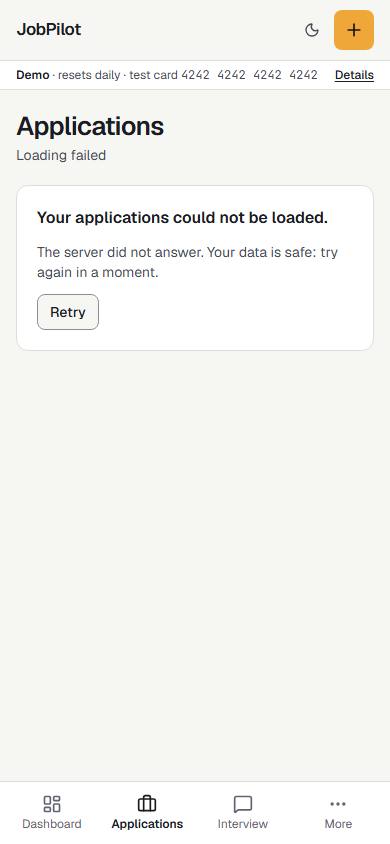 JobPilot
Demo · resets daily · test card 4242 4242 4242 4242 Details
Applications
Loading failed
Your applications could not be loaded.
The server did not answer. Your data is safe: try
again in a moment.
Retry
Dashboard Applications Interview More